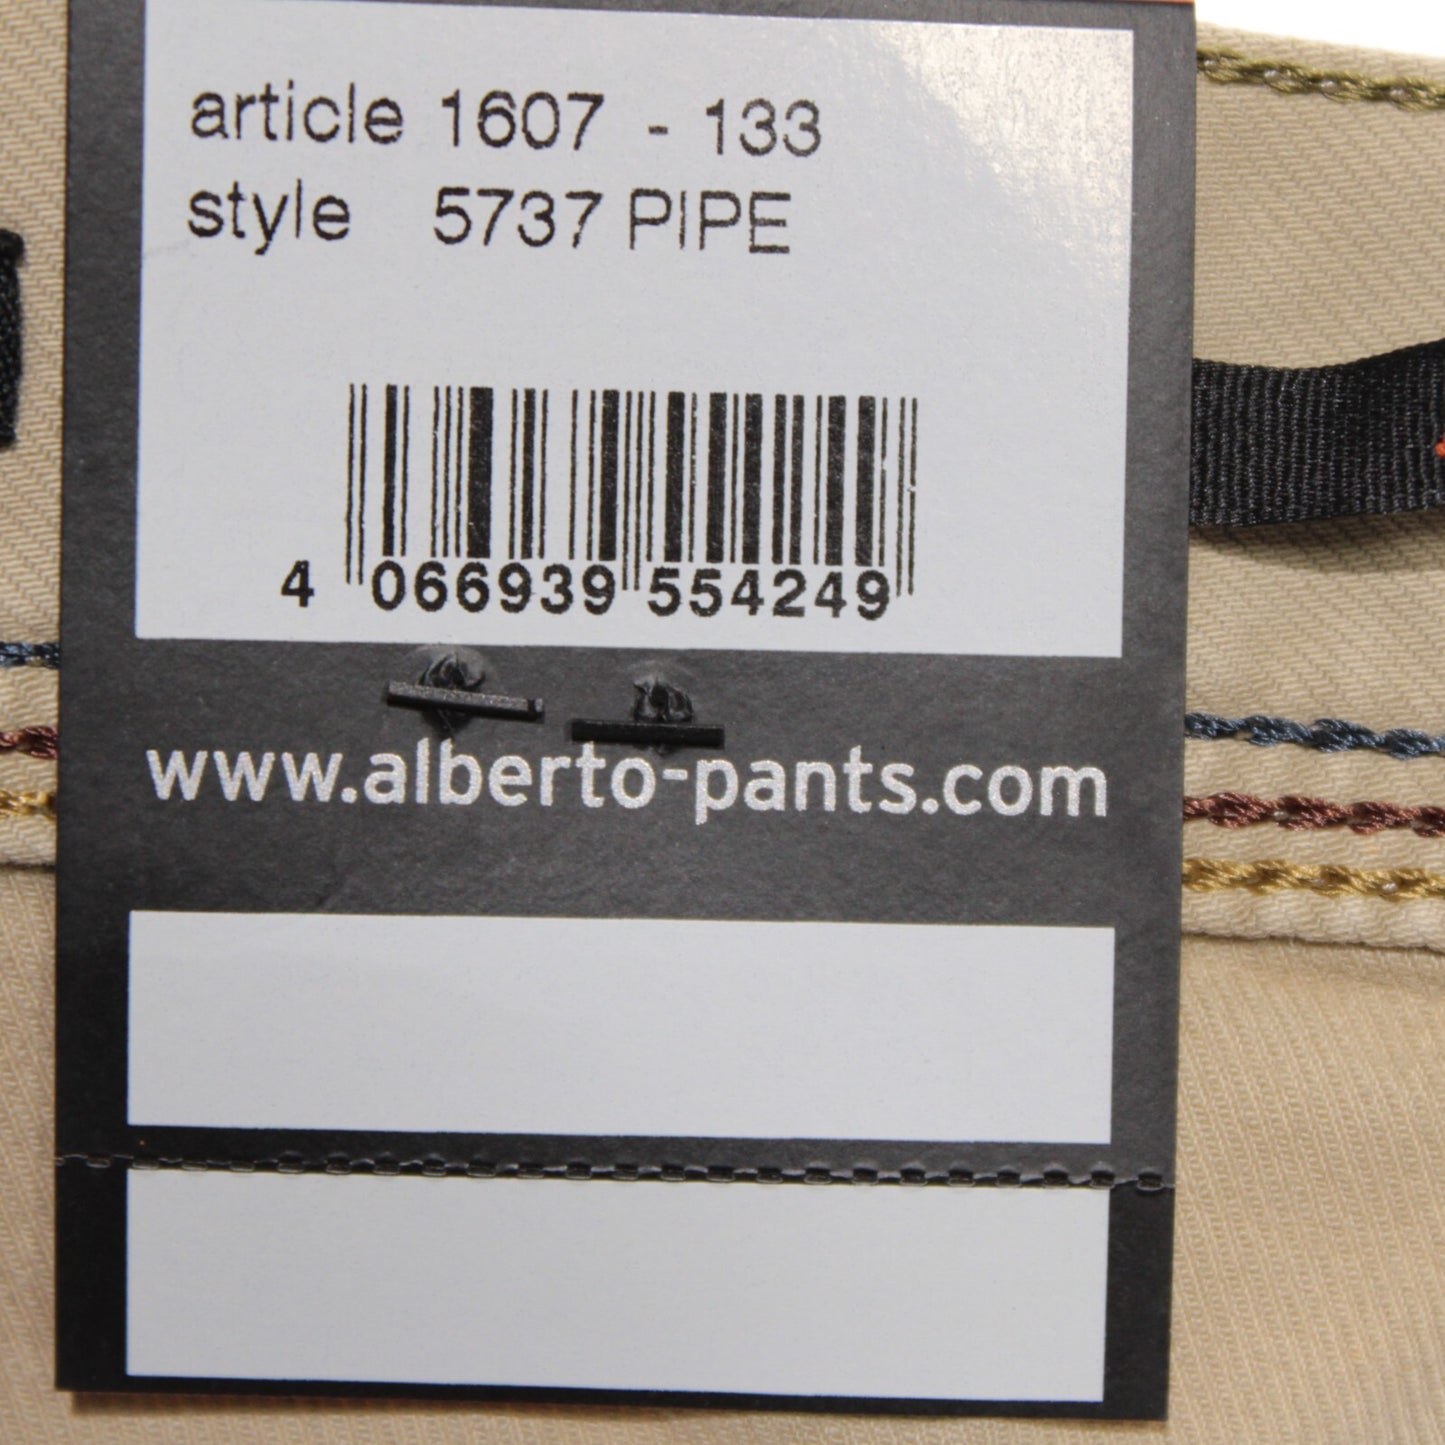 article 1607 - 133
style 5737 PIPE
4 066939 554249
www.alberto-pants.com